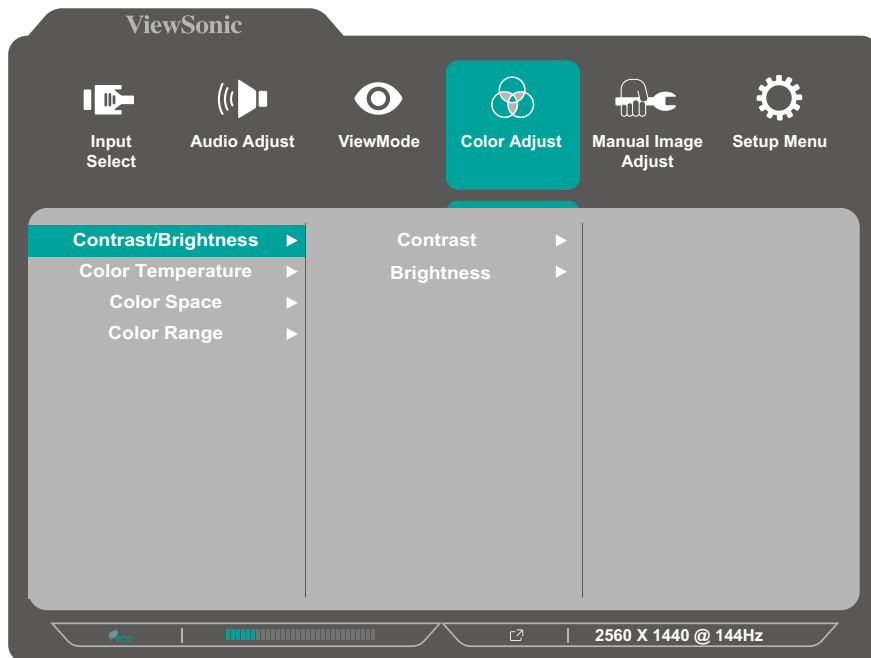 ViewSonic
Input
Select
Audio Adjust
ViewMode
Color Adjust
Manual Image
Adjust
Setup Menu
Contrast/Brightness
Color Temperature
Color Space
Color Range
Contrast
Brightness
eco
2560 X 1440 @ 144Hz